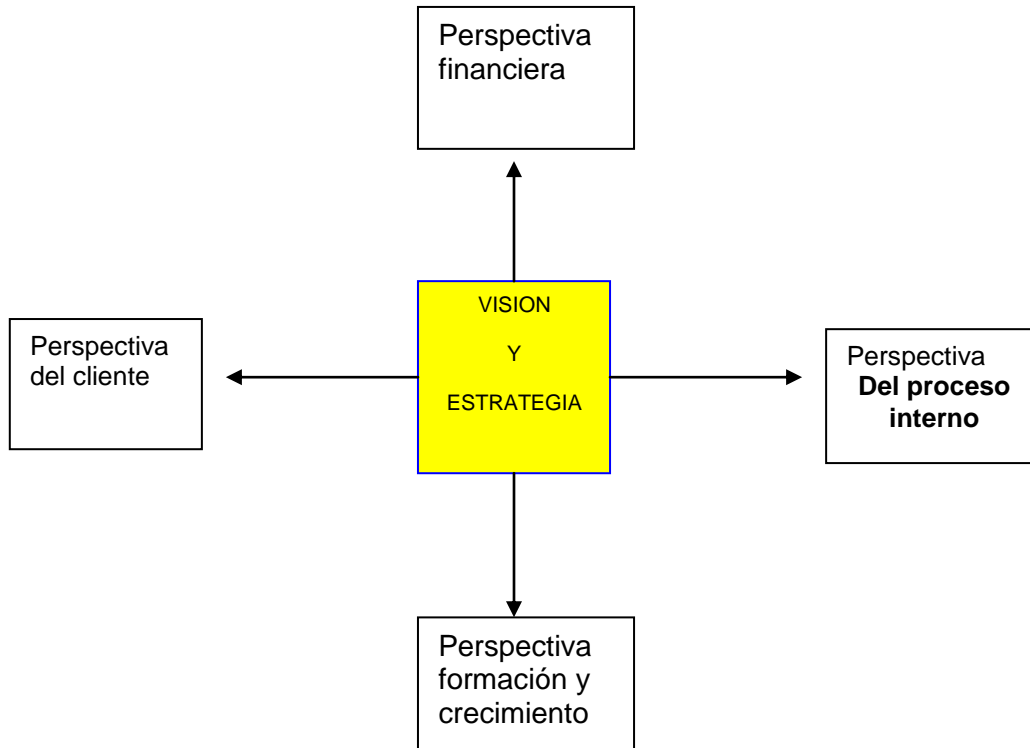 Perspectiva
financiera
Perspectiva
del cliente
VISION
Y
ESTRATEGIA
Perspectiva
Del proceso
interno
Perspectiva
formación y
crecimiento